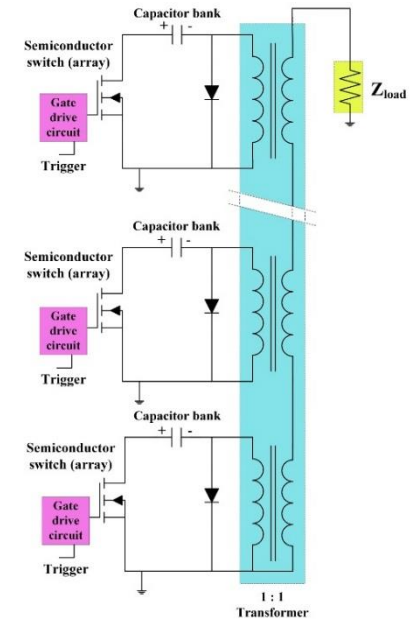 Capacitor bank
+ -
Semiconductor
switch (array)
Gate
drive
circuit
Trigger
Zload
Capacitor bank
+ -
Semiconductor
switch (array)
Gate
drive
circuit
Trigger
Capacitor bank
+ -
Semiconductor
switch (array)
Gate
drive
circuit
Trigger
1 : 1
Transformer